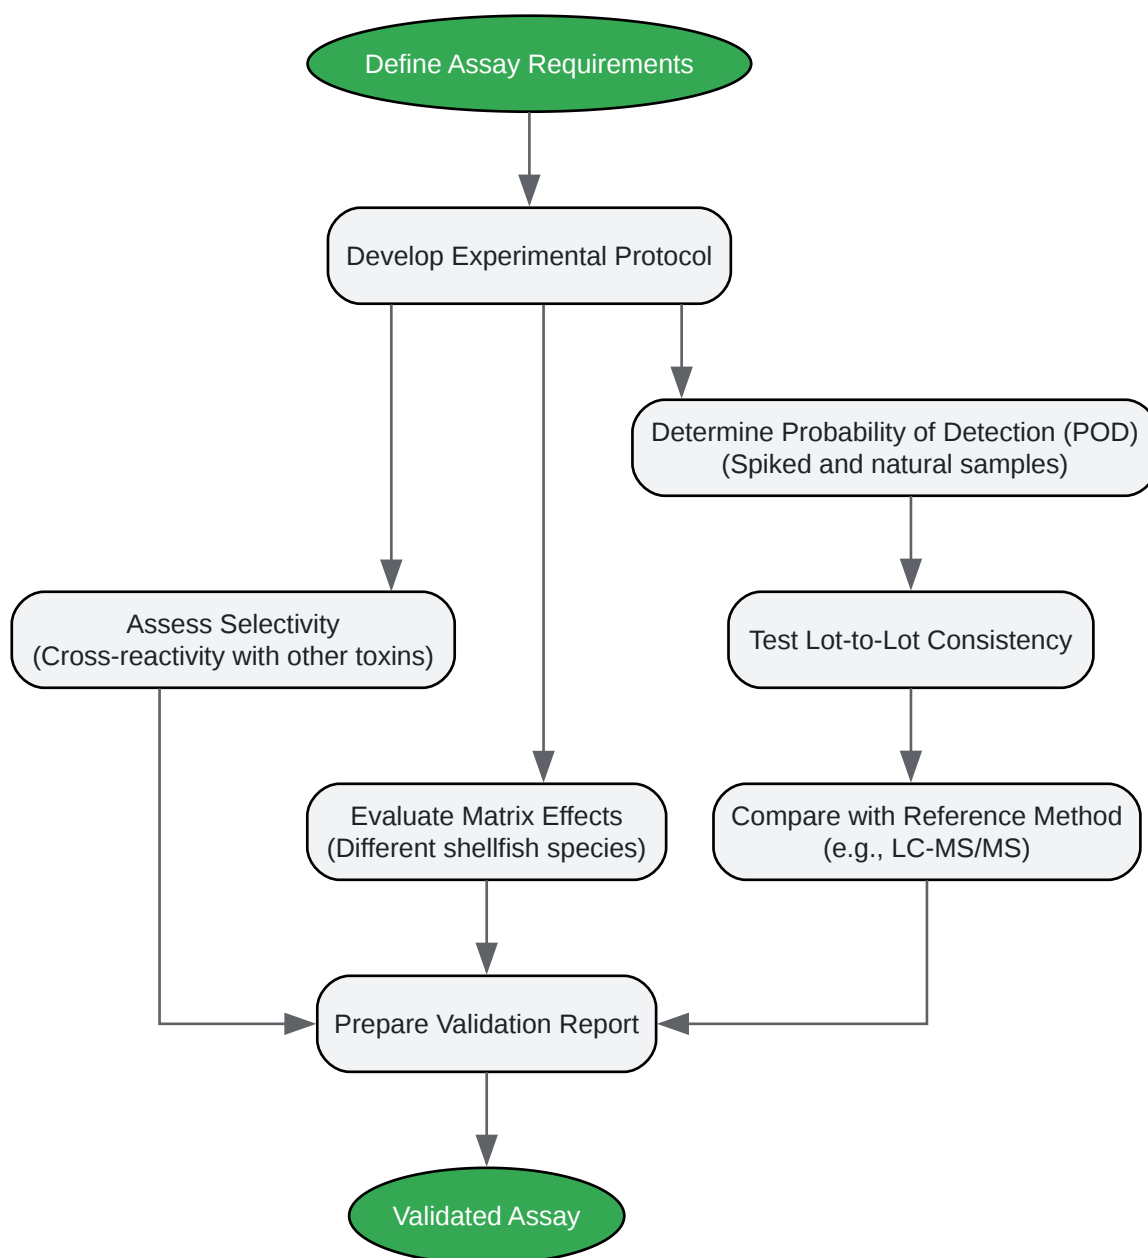 Define Assay Requirements
Develop Experimental Protocol
Determine Probability of Detection (POD)
(Spiked and natural samples)
Assess Selectivity
(Cross-reactivity with other toxins)
Test Lot-to-Lot Consistency
Evaluate Matrix Effects
(Different shellfish species)
Compare with Reference Method
(e.g., LC-MS/MS)
Prepare Validation Report
Validated Assay